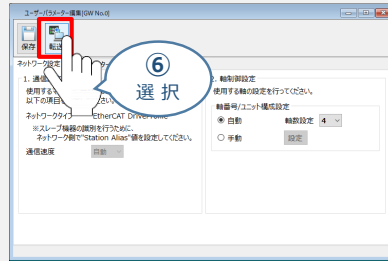 ユーザーパラメーター編集[GW No.0]
保存 転送
ネットワーク設定
⑥
選択
1. 通信
使用する
以下の項目
ネットワークタイプ EtherCAT DriveProfile
※スレーブ機器の識別を行うために、
ネットワーク側で"Station Alias"値を設定してください。
通信速度 自動
2. 軸制御設定
使用する軸の設定を行ってください。
軸番号/ユニット構成設定
自動 軸数設定 4
手動 設定